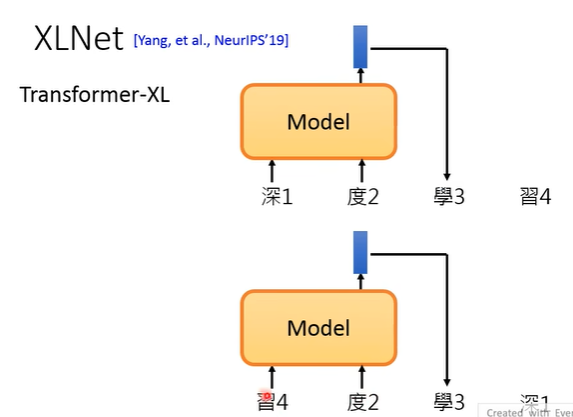 XLNet [Yang, et al., NeurIPS'19]
Transformer-XL
Model
深1 度2 學3 習4
Model
習4 度2 學3 深1
Created with Ever